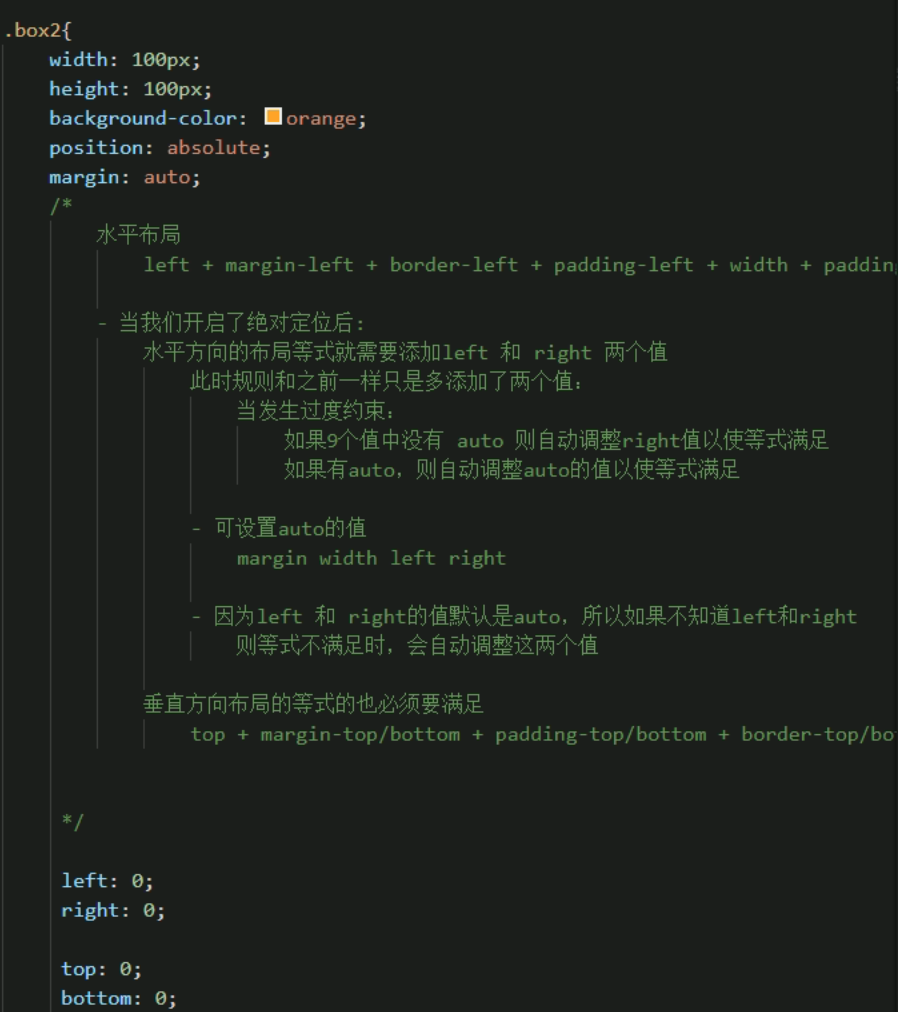 .box2{
width: 100px;
height: 100px;
background-color: orange;
position: absolute;
margin: auto;
/*
水平布局
left + margin-left + border-left + padding-left + width + paddin
- 当我们开启了绝对定位后：
水平方向的布局等式就需要添加left 和 right 两个值
此时规则和之前一样只是多添加了两个值：
当发生过度约束：
如果9个值中没有 auto 则自动调整right值以使等式满足
如果有auto，则自动调整auto的值以使等式满足
- 可设置auto的值
margin width left right
- 因为left 和 right的值默认是auto，所以如果不知道left和right
则等式不满足时，会自动调整这两个值
垂直方向布局的等式的也必须要满足
top + margin-top/bottom + padding-top/bottom + border-top/bo
*/
left: 0;
right: 0;
top: 0;
bottom: 0;